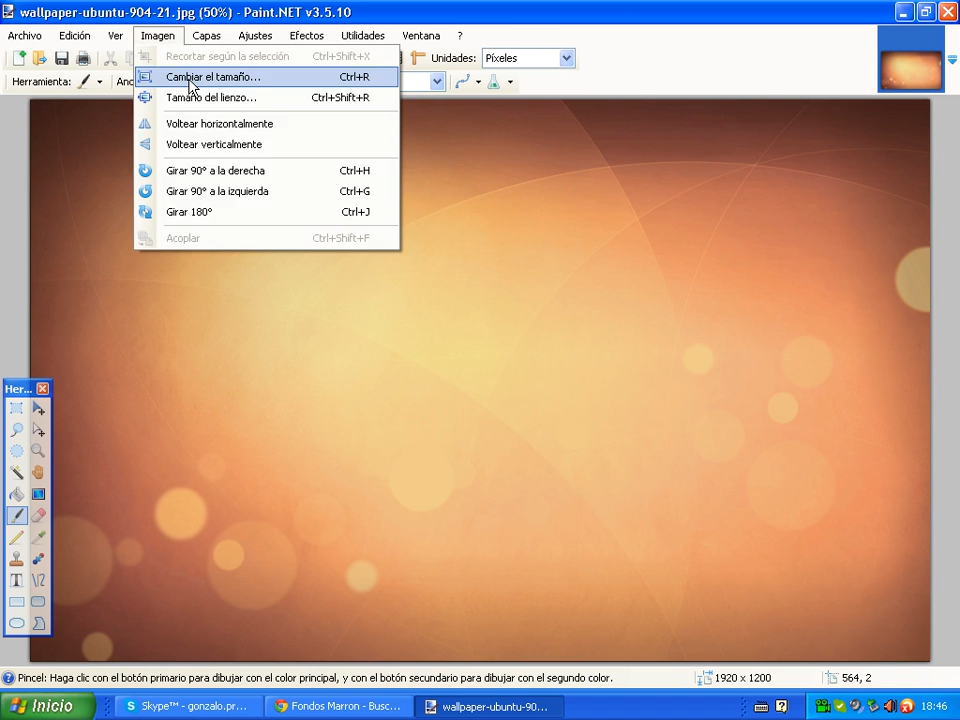 wallpaper-ubuntu-904-21.jpg (50%) - Paint.NET v3.5.10
Archivo Edición Ver Imagen Capas Ajustes Efectos Utilidades Ventana ?
Recortar según la selección Ctrl+Shift+X
Unidades: Píxeles
Herramienta:
Cambiar el tamaño... Ctrl+R
Tamaño del lienzo... Ctrl+Shift+R
Voltear horizontalmente
Voltear verticalmente
Girar 90° a la derecha Ctrl+H
Girar 90° a la izquierda Ctrl+G
Girar 180° Ctrl+J
Acoplar Ctrl+Shift+F
Her...
Pincel: Haga clic con el botón primario para dibujar con el color principal, y con el botón secundario para dibujar con el segundo color.
1920 x 1200
564, 2
Inicio
Skype™ - gonzalo.pr...
Fondos Marron - Busc...
wallpaper-ubuntu-90...
18:46